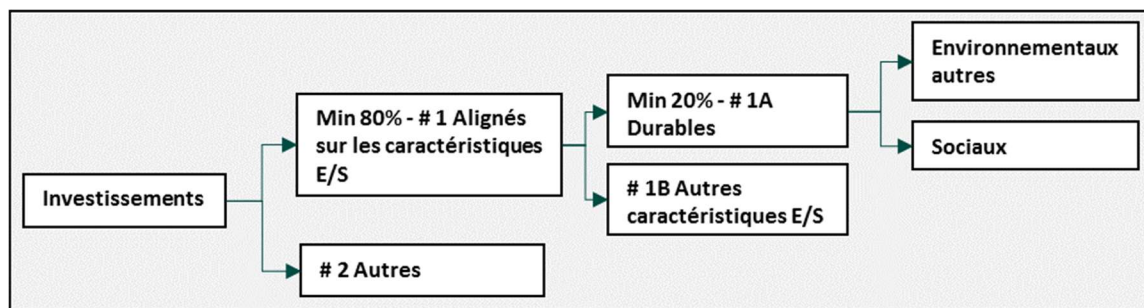 Investissements
Min 80% - # 1 Alignés
sur les caractéristiques
E/S
# 2 Autres
Min 20% - # 1A
Durables
# 1B Autres
caractéristiques E/S
Environnementaux
autres
Sociaux